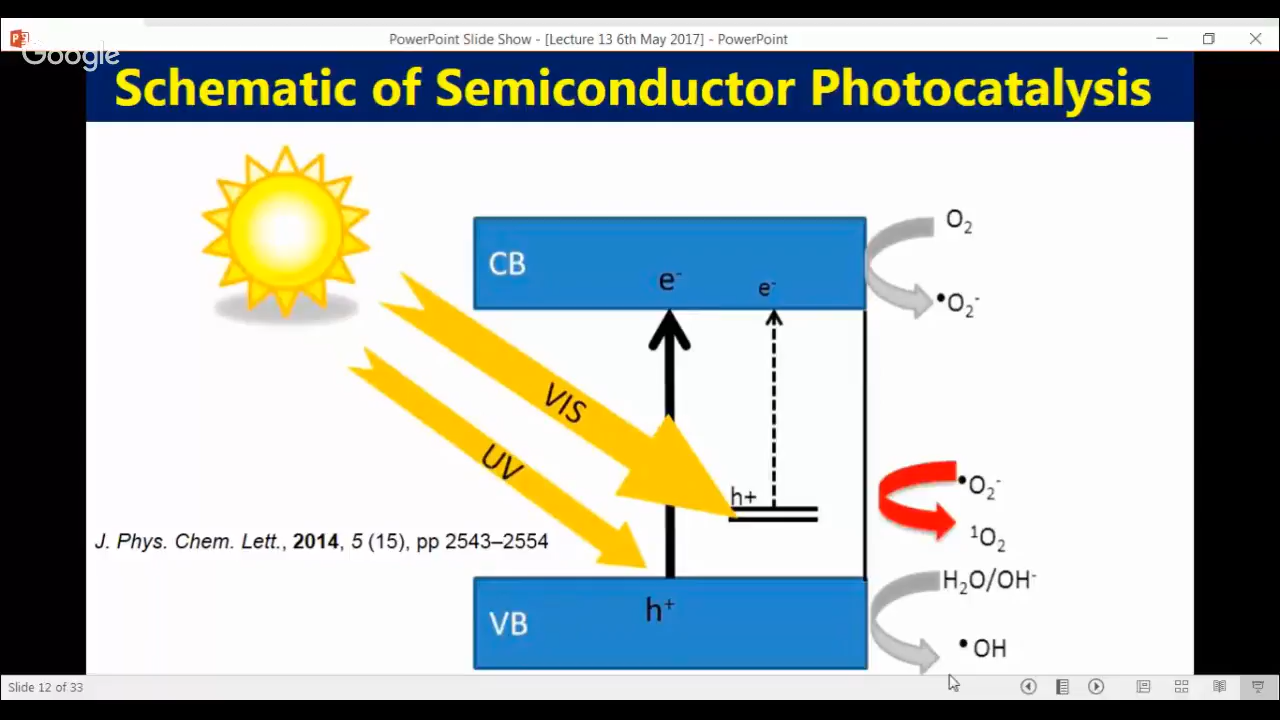 PowerPoint Slide Show - [Lecture 13 6th May 2017] - PowerPoint
Google
Schematic of Semiconductor Photocatalysis
O₂
CB
e⁻
e⁻
•O₂⁻
VIS
UV
h+
•O₂⁻
¹O₂
J. Phys. Chem. Lett., 2014, 5 (15), pp 2543–2554
H₂O/OH⁻
VB
h⁺
•OH
Slide 12 of 33